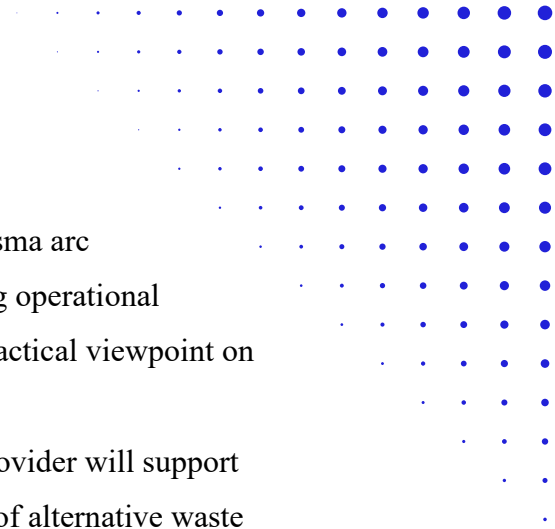 sma arc
g operational
actical viewpoint on
ovider will support
of alternative waste